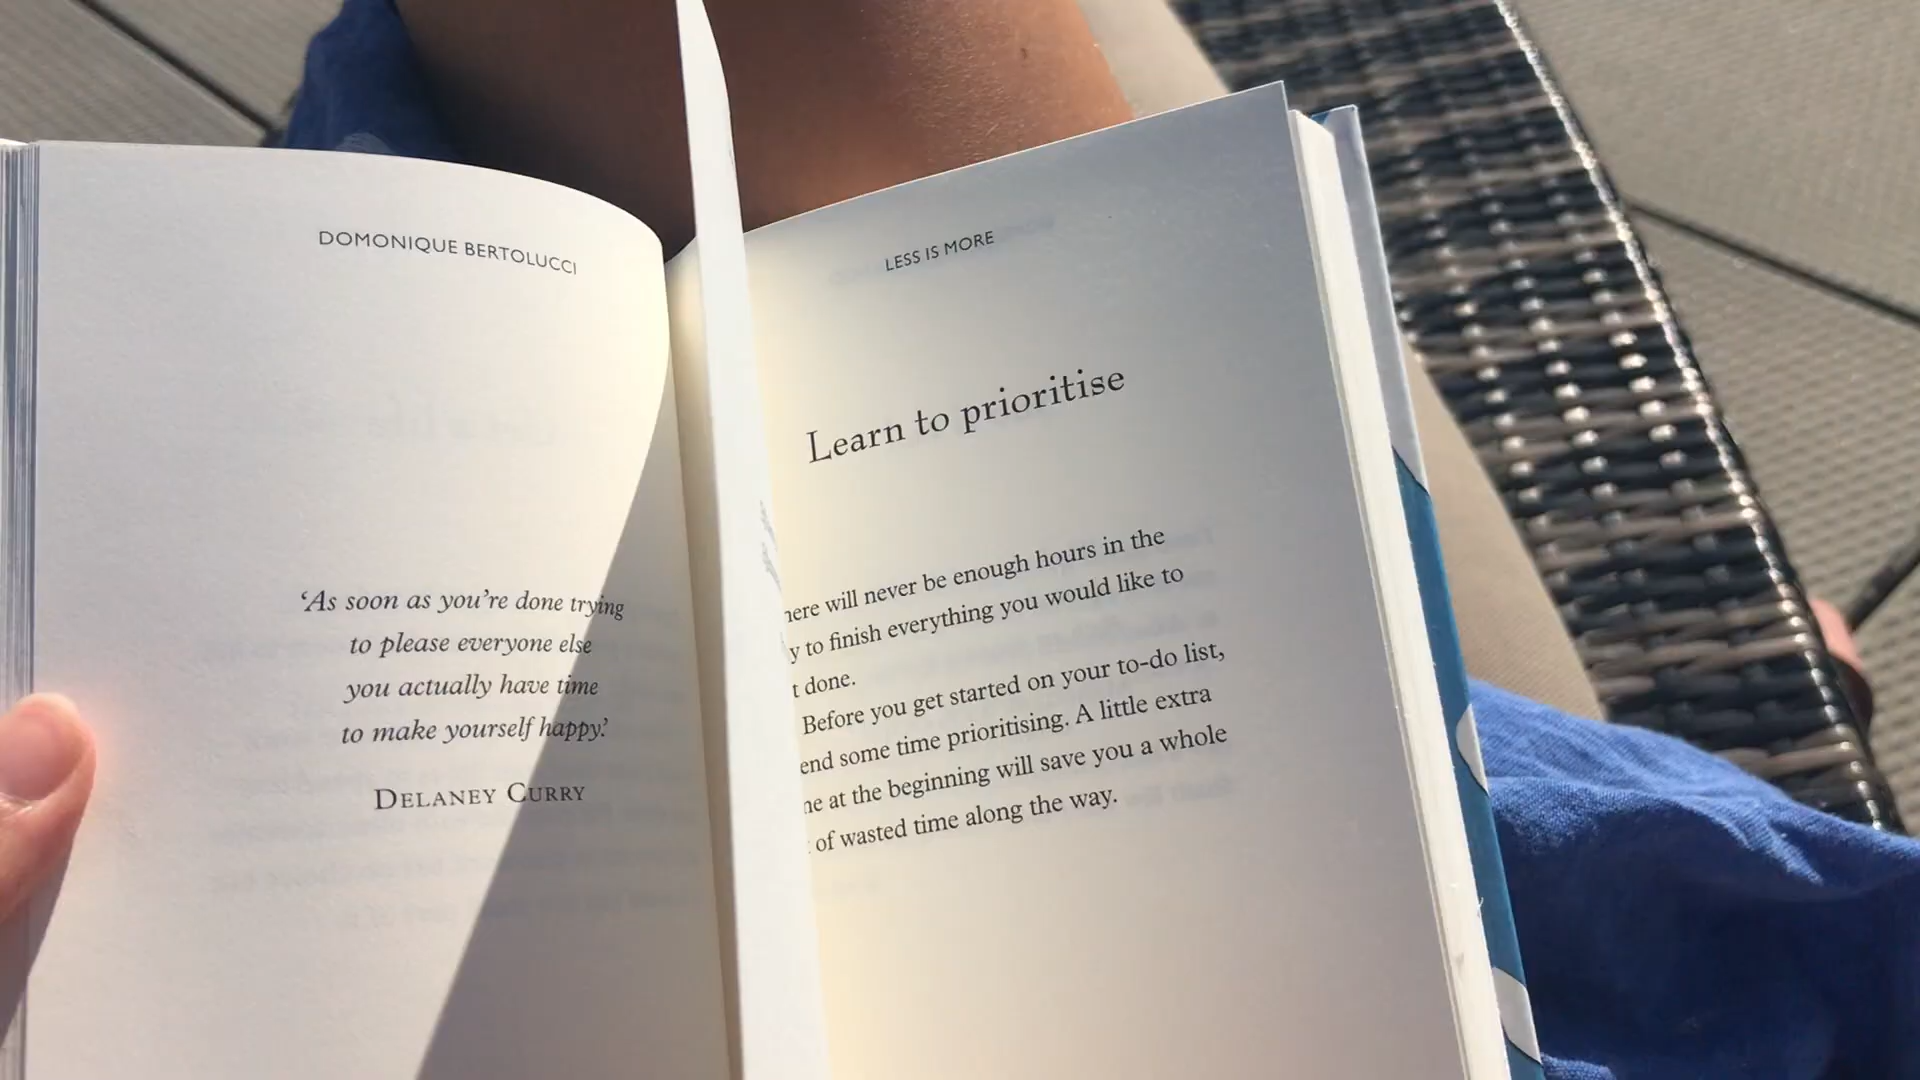 DOMONIQUE BERTOLUCCI
‘As soon as you’re done trying
to please everyone else
you actually have time
to make yourself happy.’
DELANEY CURRY
LESS IS MORE
Learn to prioritise
here will never be enough hours in the
y to finish everything you would like to
t done.
Before you get started on your to-do list,
end some time prioritising. A little extra
me at the beginning will save you a whole
of wasted time along the way.